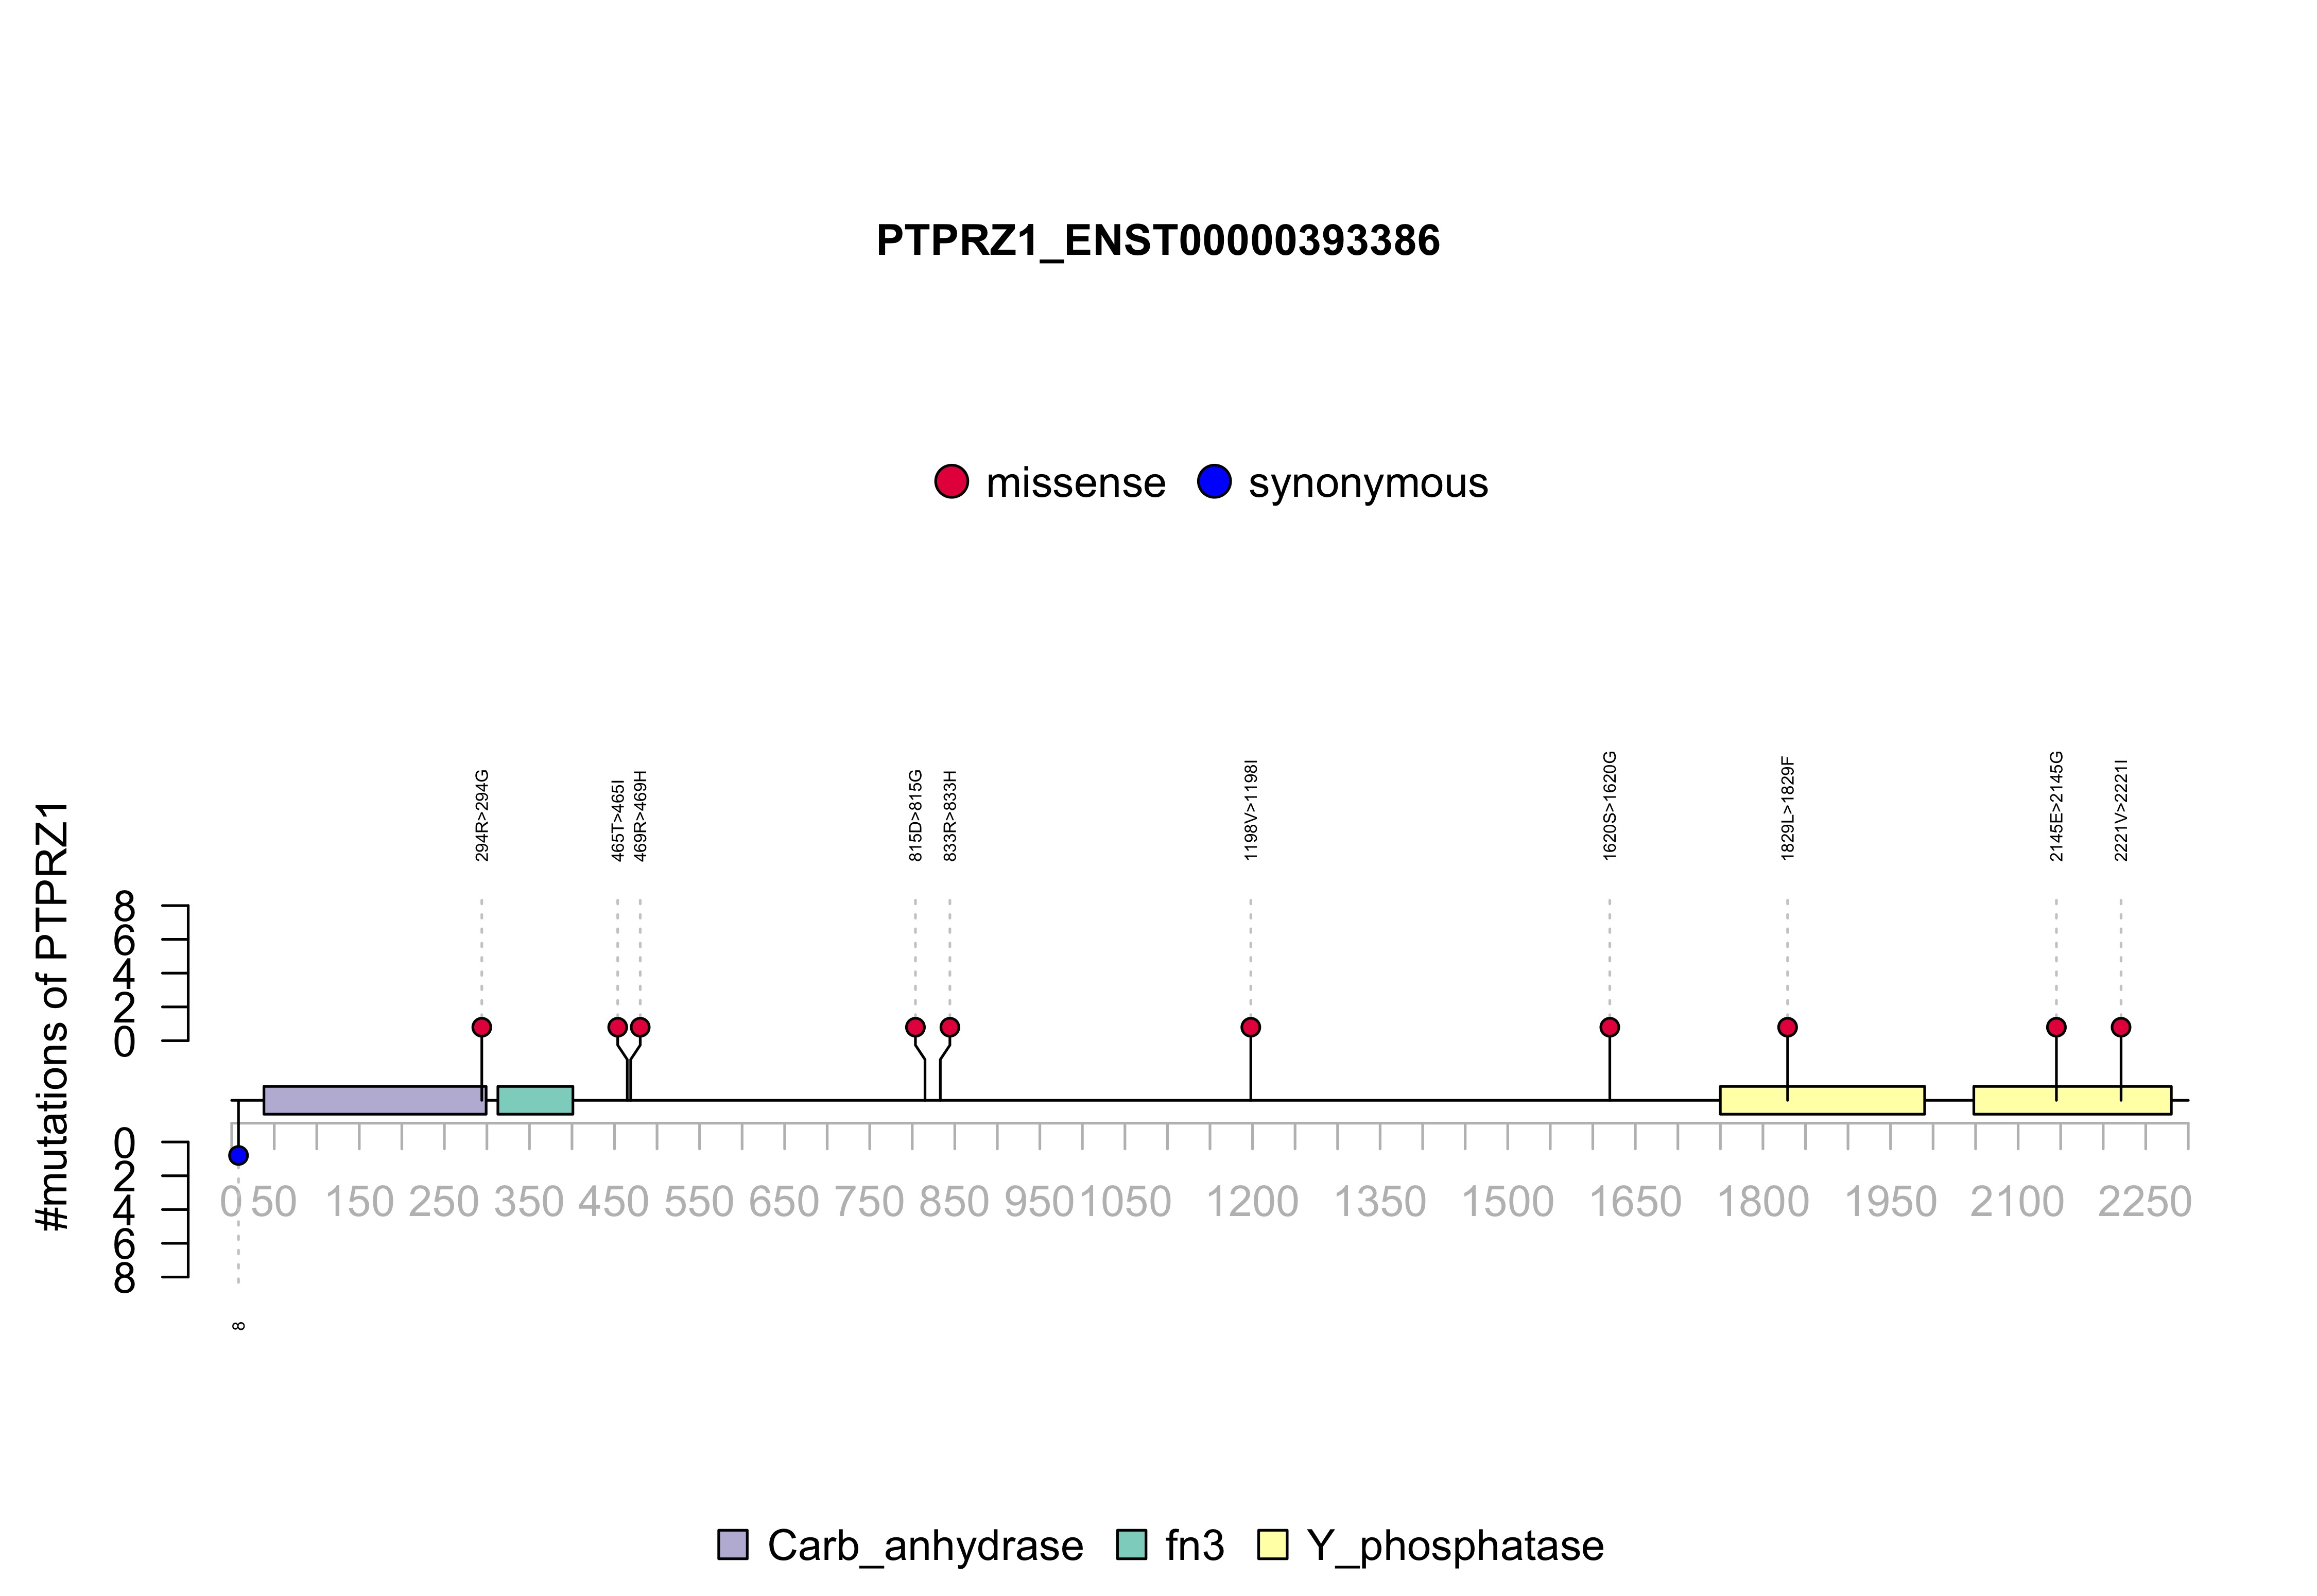 PTPRZ1_ENST00000393386
missense synonymous
294R>294G
465T>465I
469R>469H
815D>815G
833R>833H
1198V>1198I
1620S>1620G
1829L>1829F
2145E>2145G
2221V>2221I
#mutations of PTPRZ1
8
6
4
2
0
0
2
4
6
8
0 50 150 250 350 450 550 650 750 850 950 1050 1200 1350 1500 1650 1800 1950 2100 2250
8
Carb_anhydrase fn3 Y_phosphatase